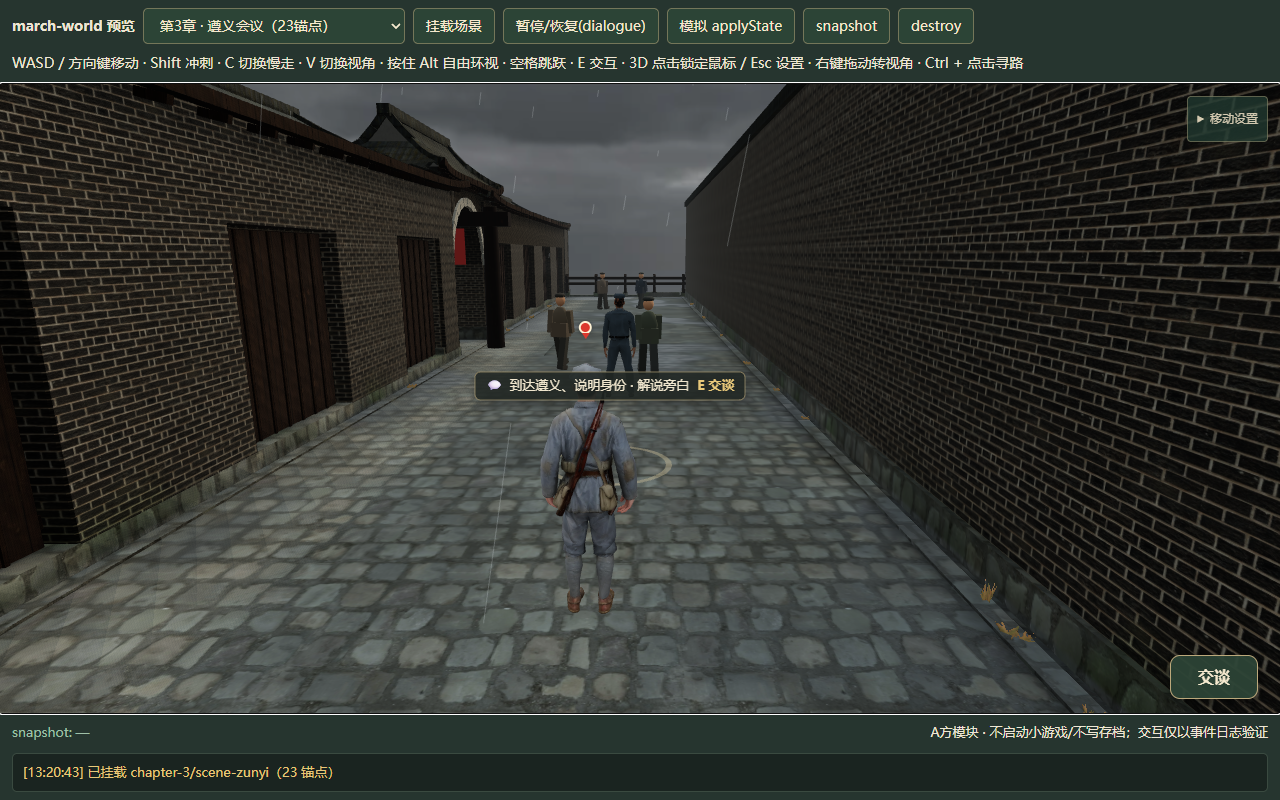 march-world 预览
第3章 · 遵义会议（23锚点）
挂载场景
暂停/恢复(dialogue)
模拟 applyState
snapshot
destroy
WASD / 方向键移动 · Shift 冲刺 · C 切换慢走 · V 切换视角 · 按住 Alt 自由环视 · 空格跳跃 · E 交互 · 3D 点击锁定鼠标 / Esc 设置 · 右键拖动转视角 · Ctrl + 点击寻路
▸ 移动设置
到达遵义、说明身份 · 解说旁白 E 交谈
交谈
snapshot: —
A方模块 · 不启动小游戏/不写存档；交互仅以事件日志验证
[13:20:43] 已挂载 chapter-3/scene-zunyi（23 锚点）